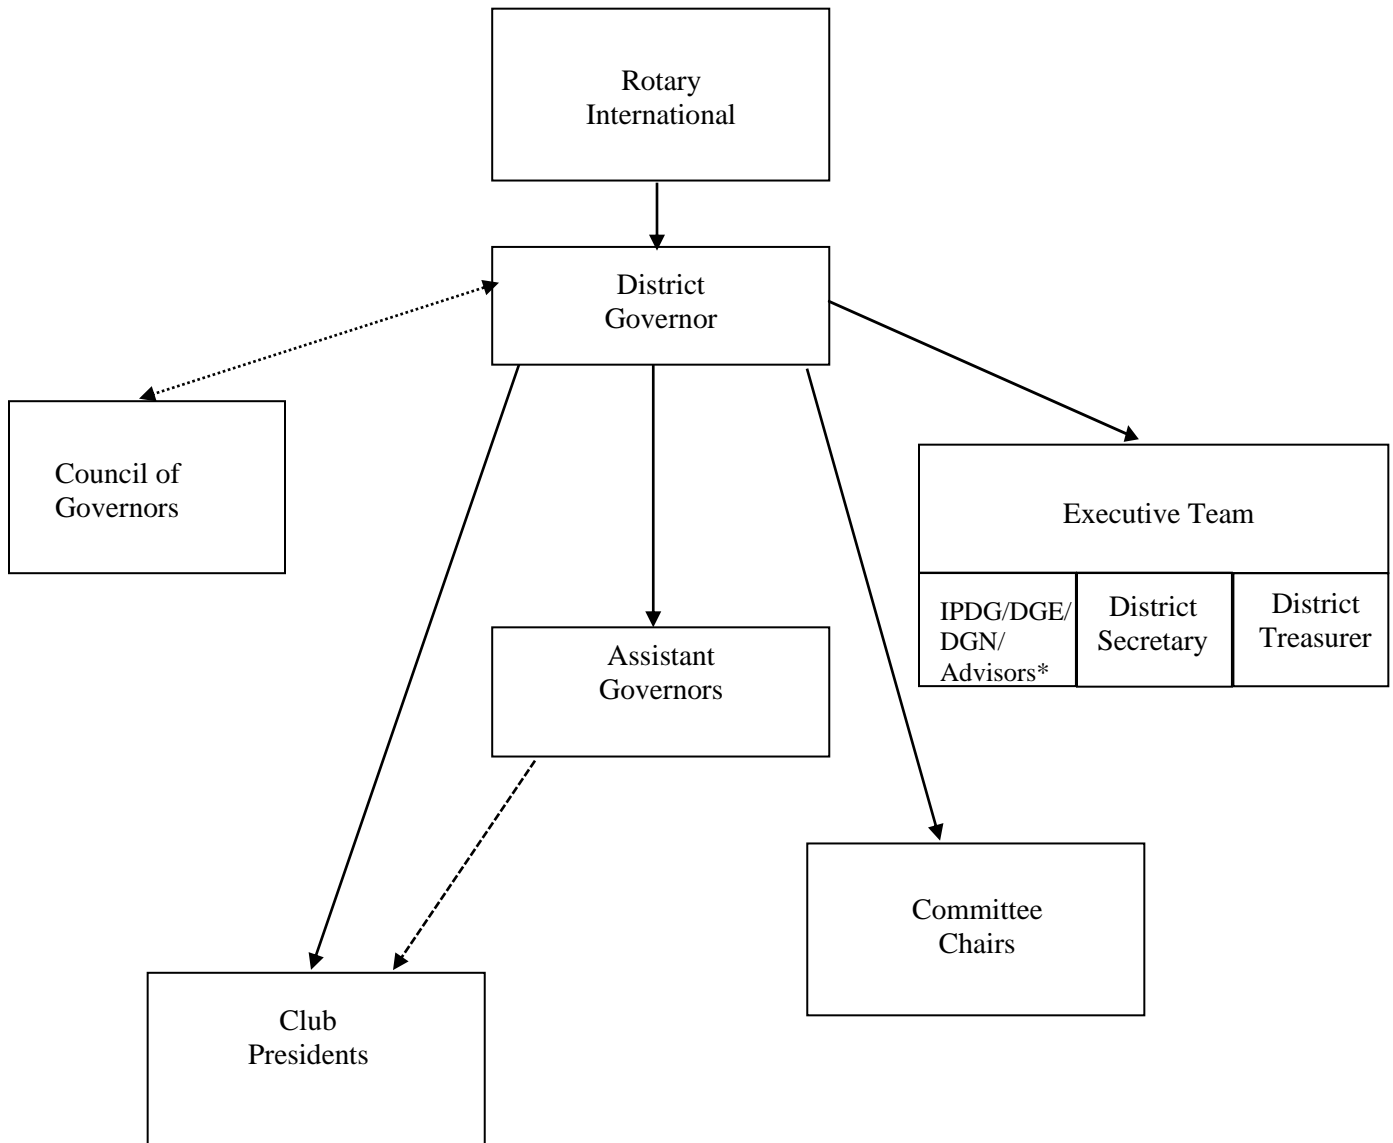 Rotary
International
District
Governor
Council of
Governors
Executive Team
IPDG/DGE/
DGN/
Advisors*
District
Secretary
District
Treasurer
Assistant
Governors
Committee
Chairs
Club
Presidents